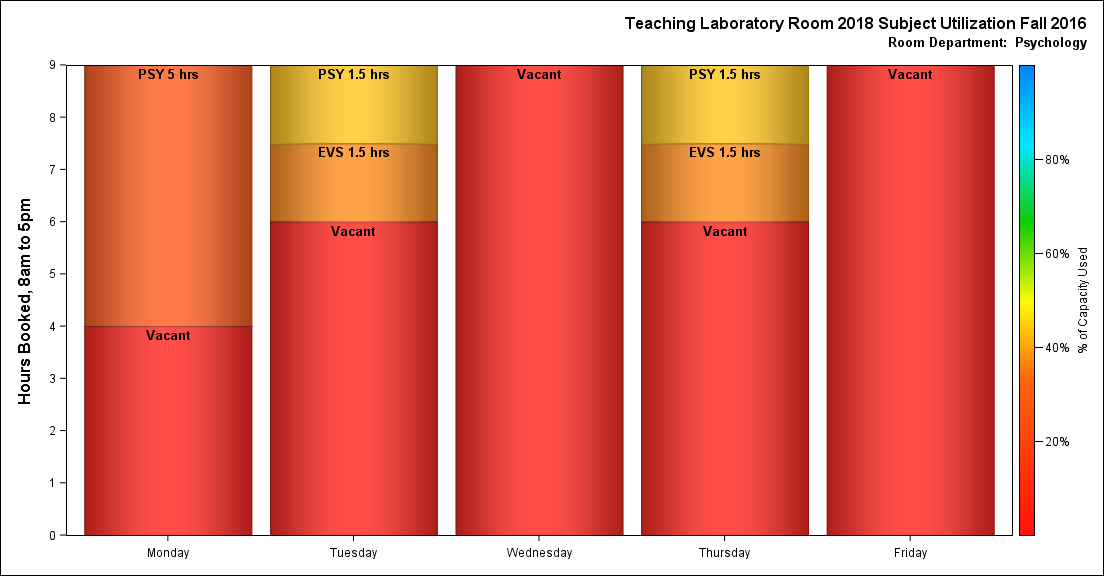 Teaching Laboratory Room 2018 Subject Utilization Fall 2016
Room Department: Psychology
Hours Booked, 8am to 5pm
9
8
7
6
5
4
3
2
1
0
PSY 5 hrs
Vacant
PSY 1.5 hrs
EVS 1.5 hrs
Vacant
Vacant
PSY 1.5 hrs
EVS 1.5 hrs
Vacant
Vacant
Monday
Tuesday
Wednesday
Thursday
Friday
80%
60%
40%
20%
% of Capacity Used